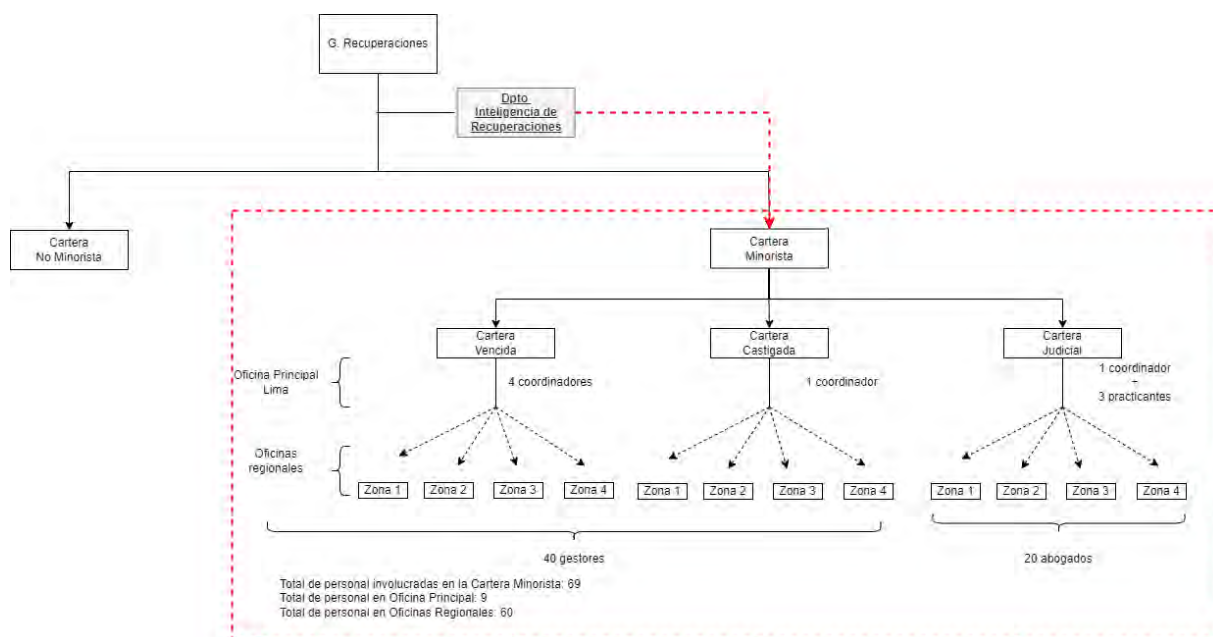 G. Recuperaciones
Dpto
Inteligencia de
Recuperaciones
Cartera
No Minorista
Cartera
Minorista
Cartera
Vencida
Cartera
Castigada
Cartera
Judicial
Oficina Principal
Lima
4 coordinadores
1 coordinador
1 coordinador
+
3 practicantes
Oficinas
regionales
Zona 1
Zona 2
Zona 3
Zona 4
Zona 1
Zona 2
Zona 3
Zona 4
Zona 1
Zona 2
Zona 3
Zona 4
40 gestores
20 abogados
Total de personal involucradas en la Cartera Minorista: 69
Total de personal en Oficina Principal: 9
Total de personal en Oficinas Regionales: 60